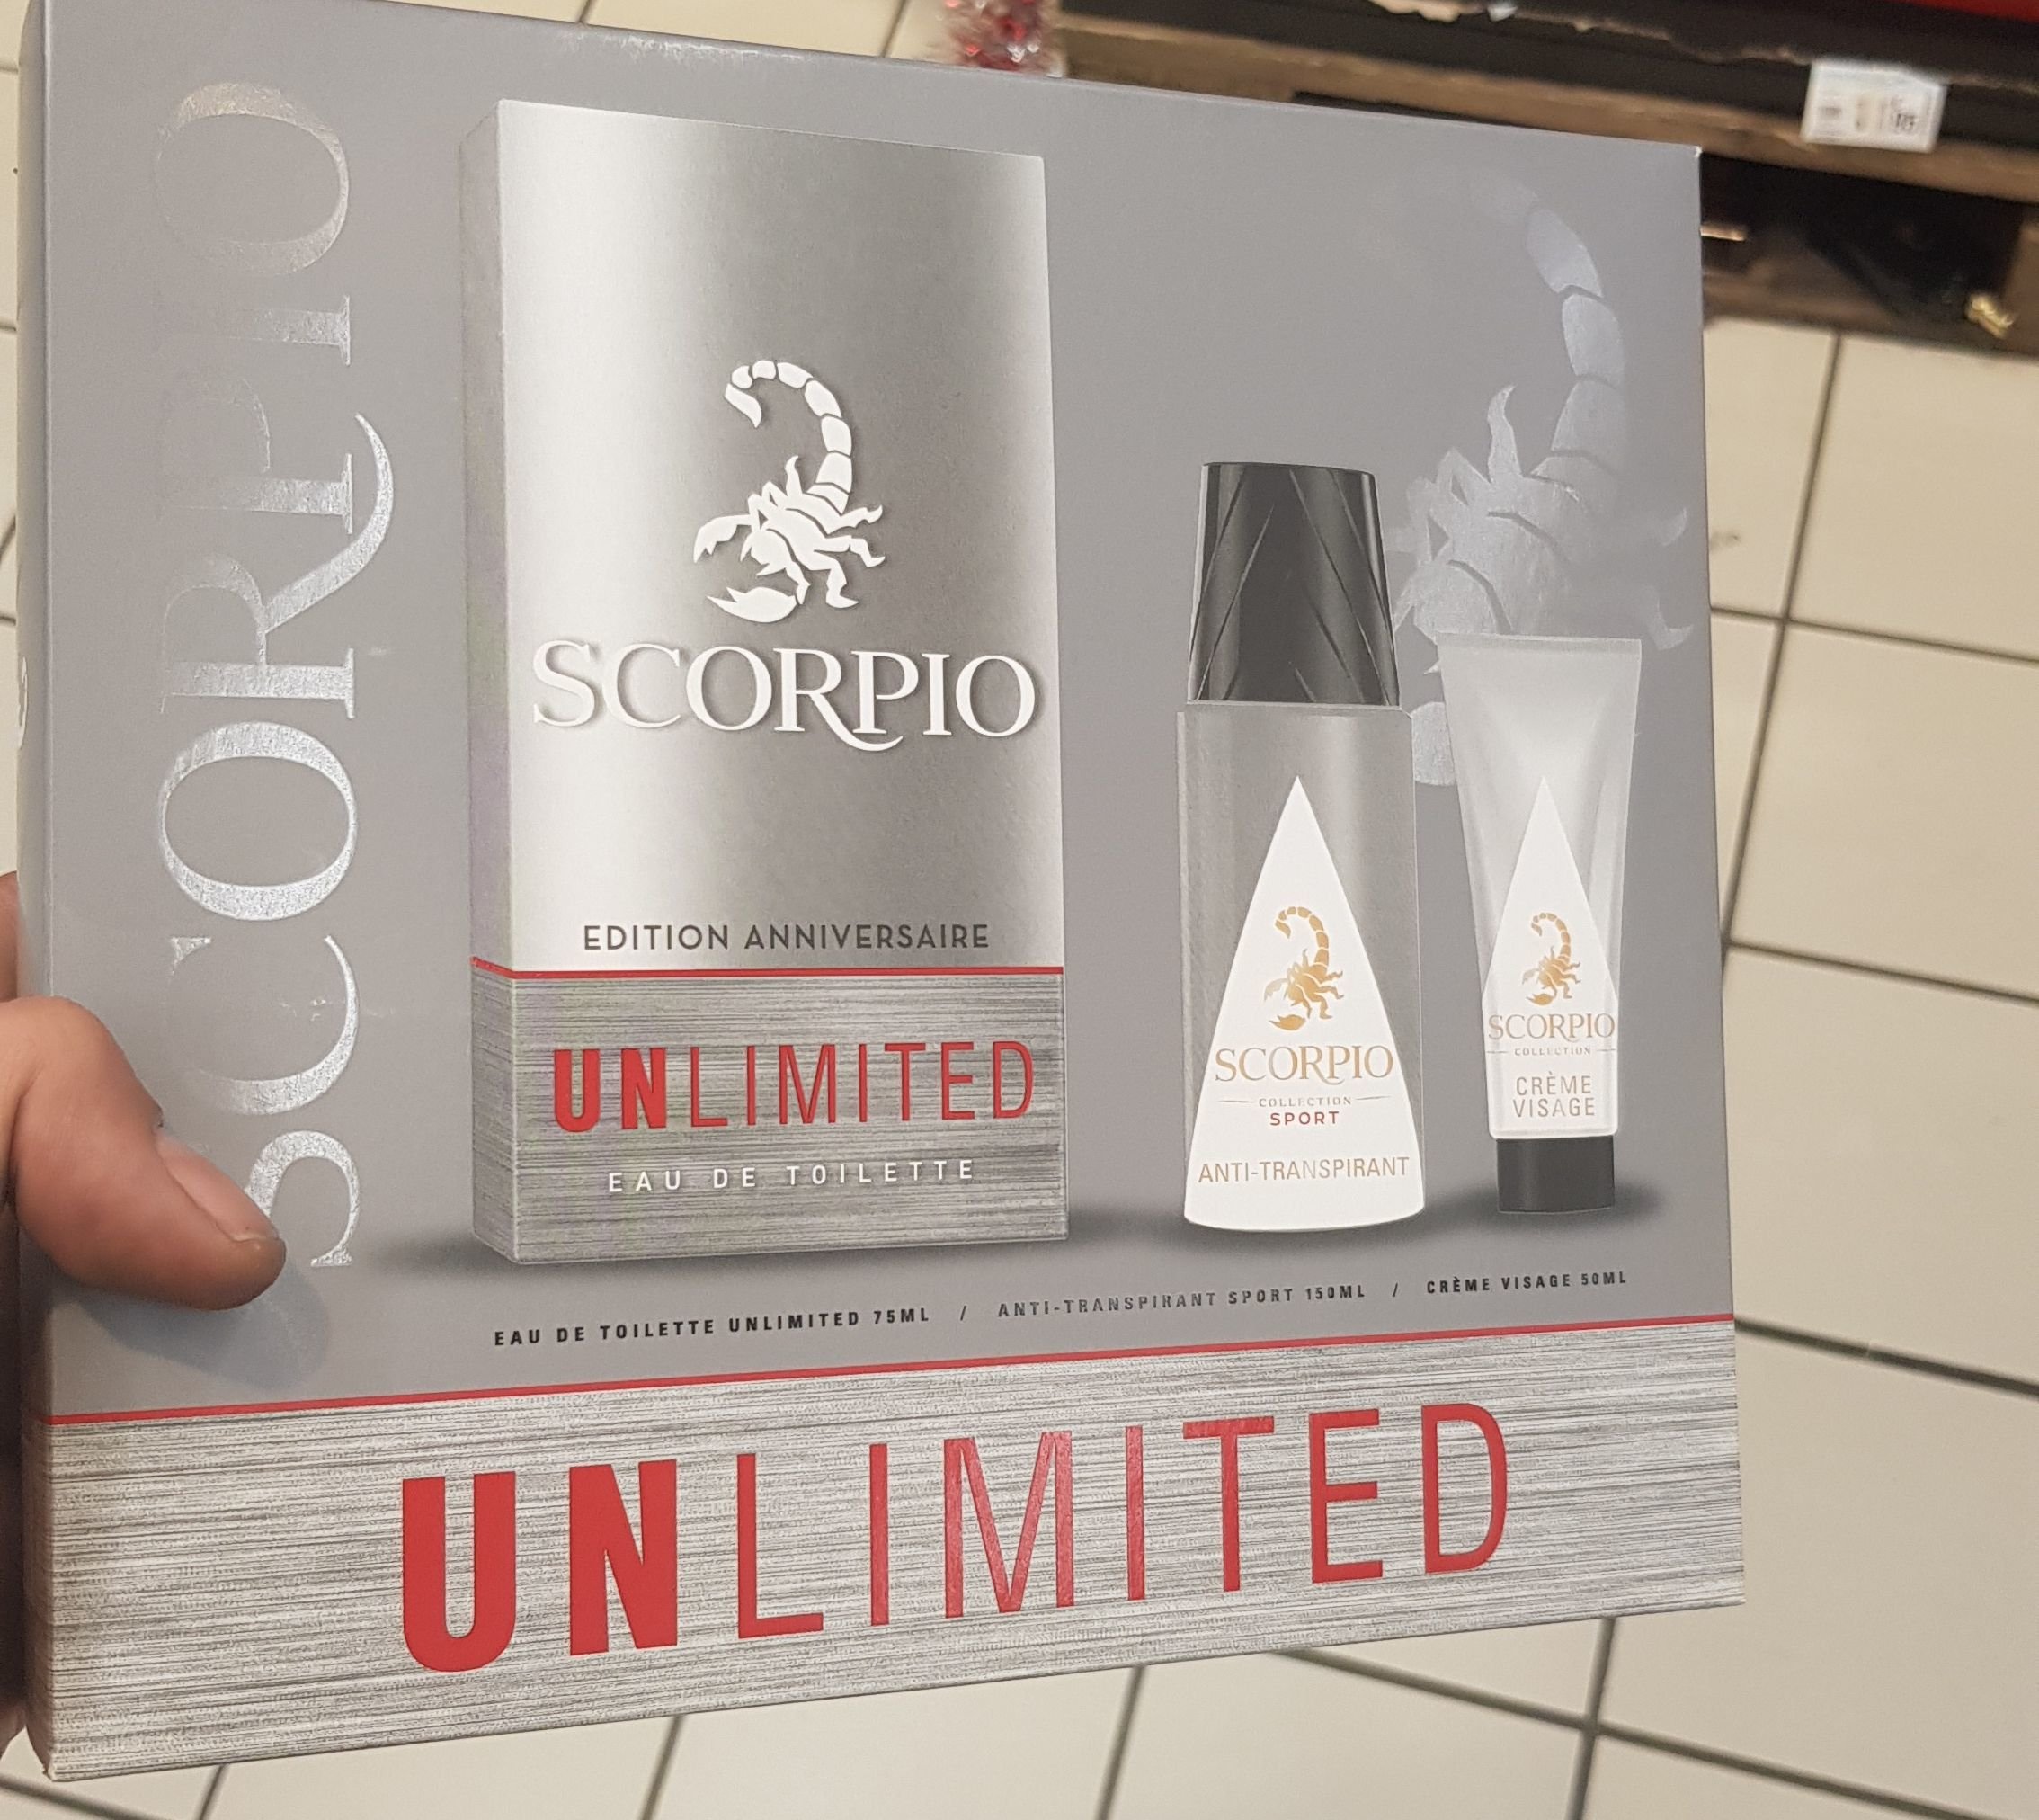 SCORPIO
SCORPIO
EDITION ANNIVERSAIRE
UNLIMITED
EAU DE TOILETTE
SCORPIO
COLLECTION
SPORT
ANTI-TRANSPIRANT
SCORPIO
COLLECTION
CRÈME
VISAGE
EAU DE TOILETTE UNLIMITED 75ML / ANTI-TRANSPIRANT SPORT 150ML / CRÈME VISAGE 50ML
UNLIMITED